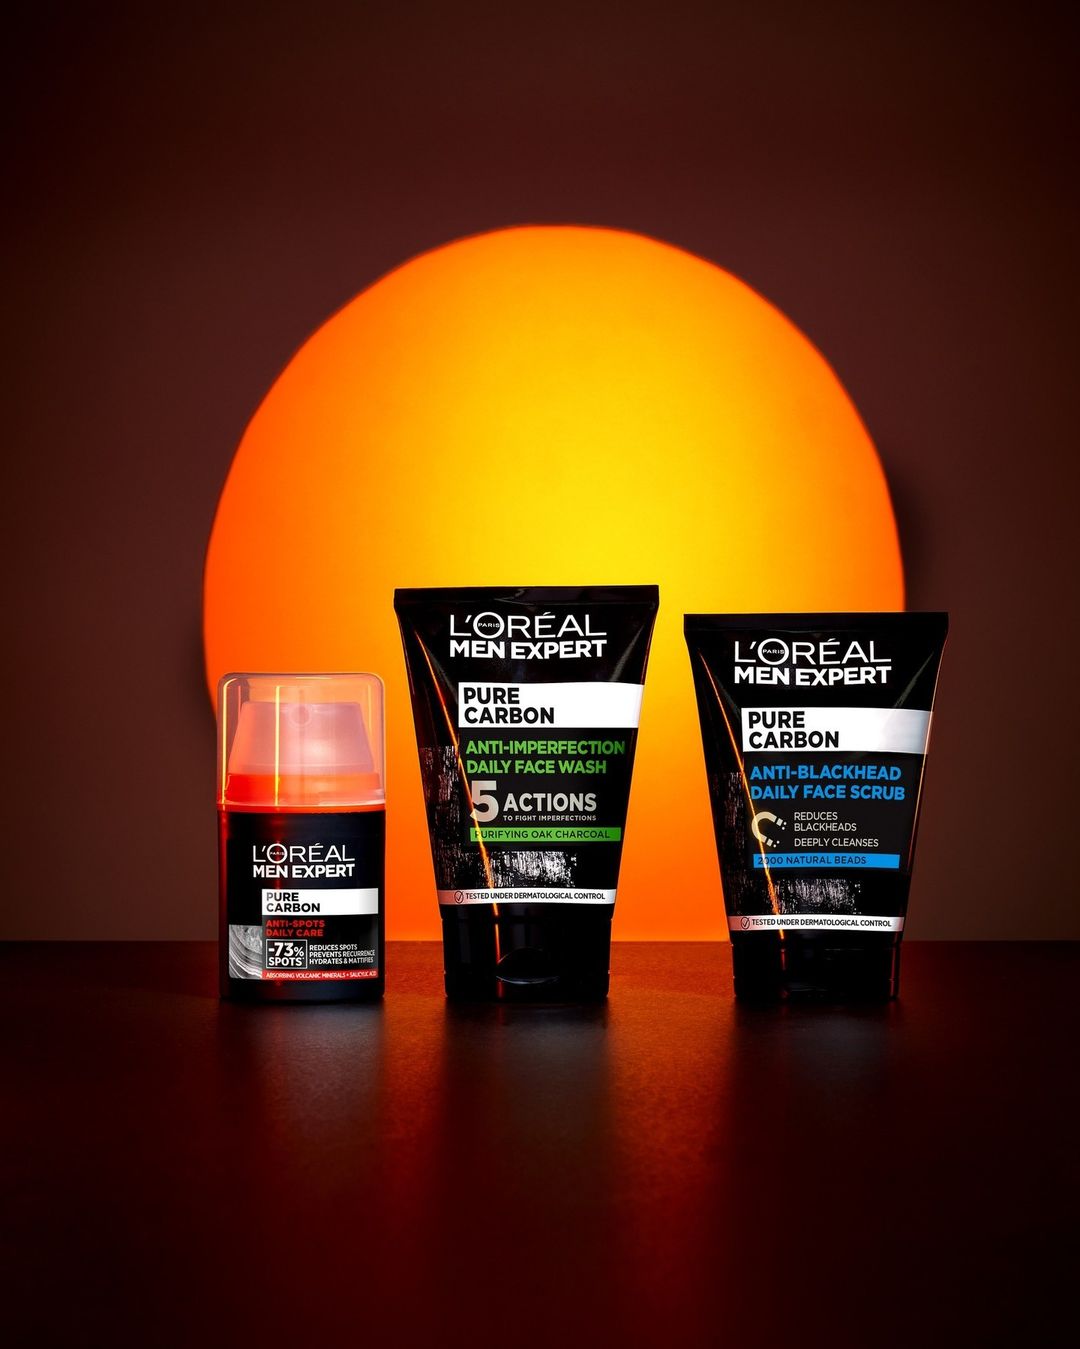 L'ORÉAL
PARIS
MEN EXPERT
PURE
CARBON
ANTI-SPOTS
DAILY CARE
-73%
SPOTS
REDUCES SPOTS
PREVENTS RECURRENCE
HYDRATES & MATTIFIES
ABSORBING VOLCANIC MINERALS + SALICYLIC ACID
L'ORÉAL
PARIS
MEN EXPERT
PURE
CARBON
ANTI-IMPERFECTION
DAILY FACE WASH
5 ACTIONS
TO FIGHT IMPERFECTIONS
PURIFYING OAK CHARCOAL
TESTED UNDER DERMATOLOGICAL CONTROL
L'ORÉAL
PARIS
MEN EXPERT
PURE
CARBON
ANTI-BLACKHEAD
DAILY FACE SCRUB
REDUCES
BLACKHEADS
DEEPLY CLEANSES
2000 NATURAL BEADS
TESTED UNDER DERMATOLOGICAL CONTROL